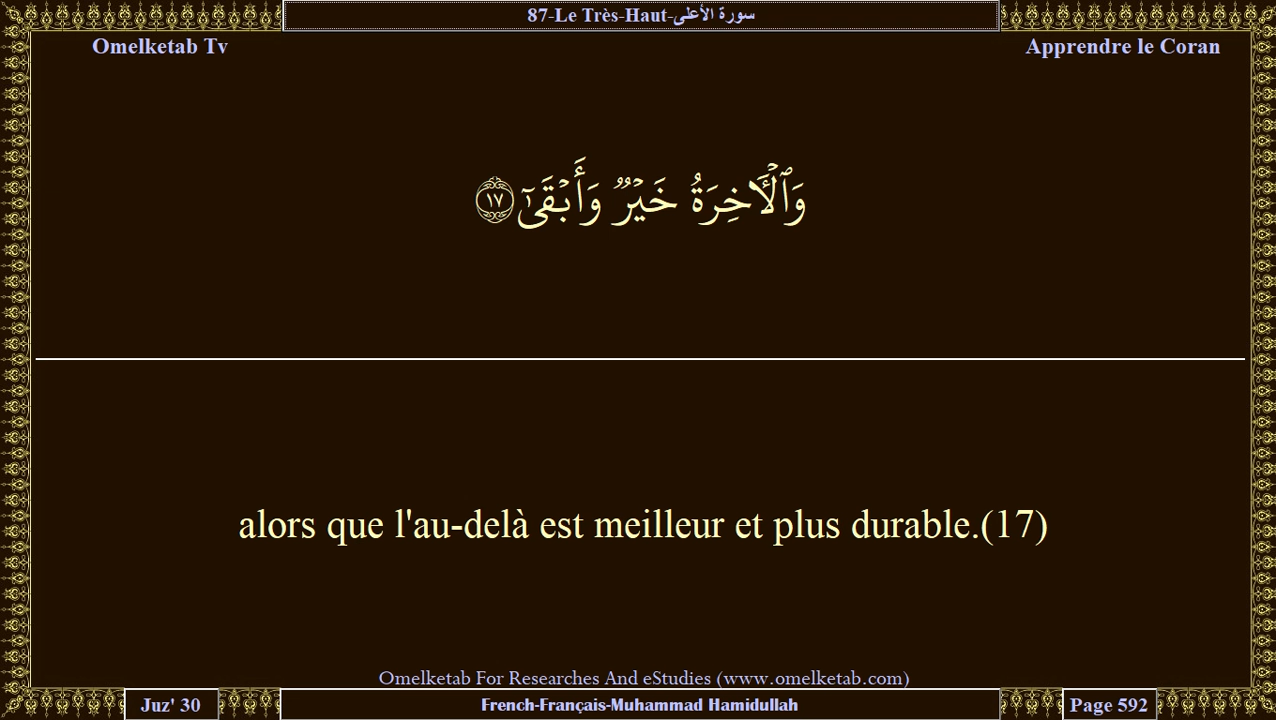 87-Le Très-Haut-سورة الأعلى
Omelketab Tv
Apprendre le Coran
وَٱلْـَٔاخِرَةُ خَيْرٌۭ وَأَبْقَىٰٓ ١٧
alors que l'au-delà est meilleur et plus durable.(17)
Omelketab For Researches And eStudies (www.omelketab.com)
Juz' 30
French-Français-Muhammad Hamidullah
Page 592